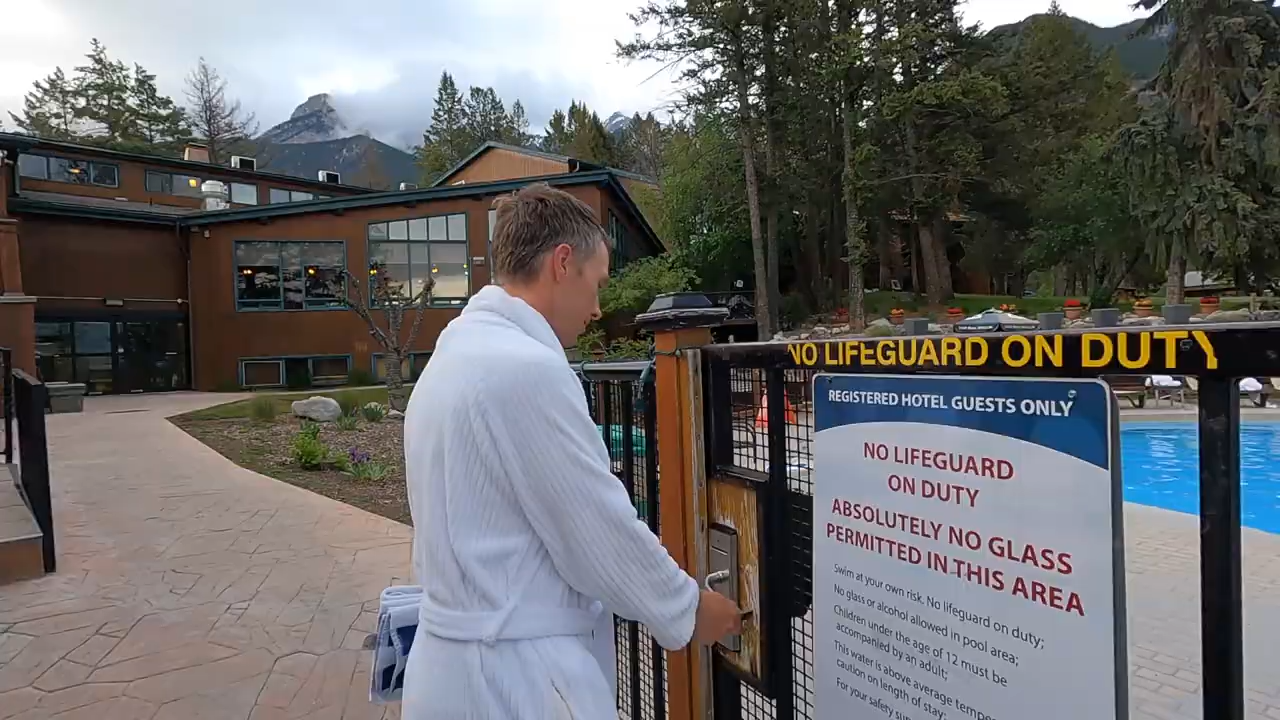 NO LIFEGUARD ON DUTY
REGISTERED HOTEL GUESTS ONLY
NO LIFEGUARD
ON DUTY
ABSOLUTELY NO GLASS
PERMITTED IN THIS AREA
Swim at your own risk. No lifeguard on duty;
No glass or alcohol allowed in pool area;
Children under the age of 12 must be
accompanied by an adult;
This water is above average
caution on length of stay;
For your safety